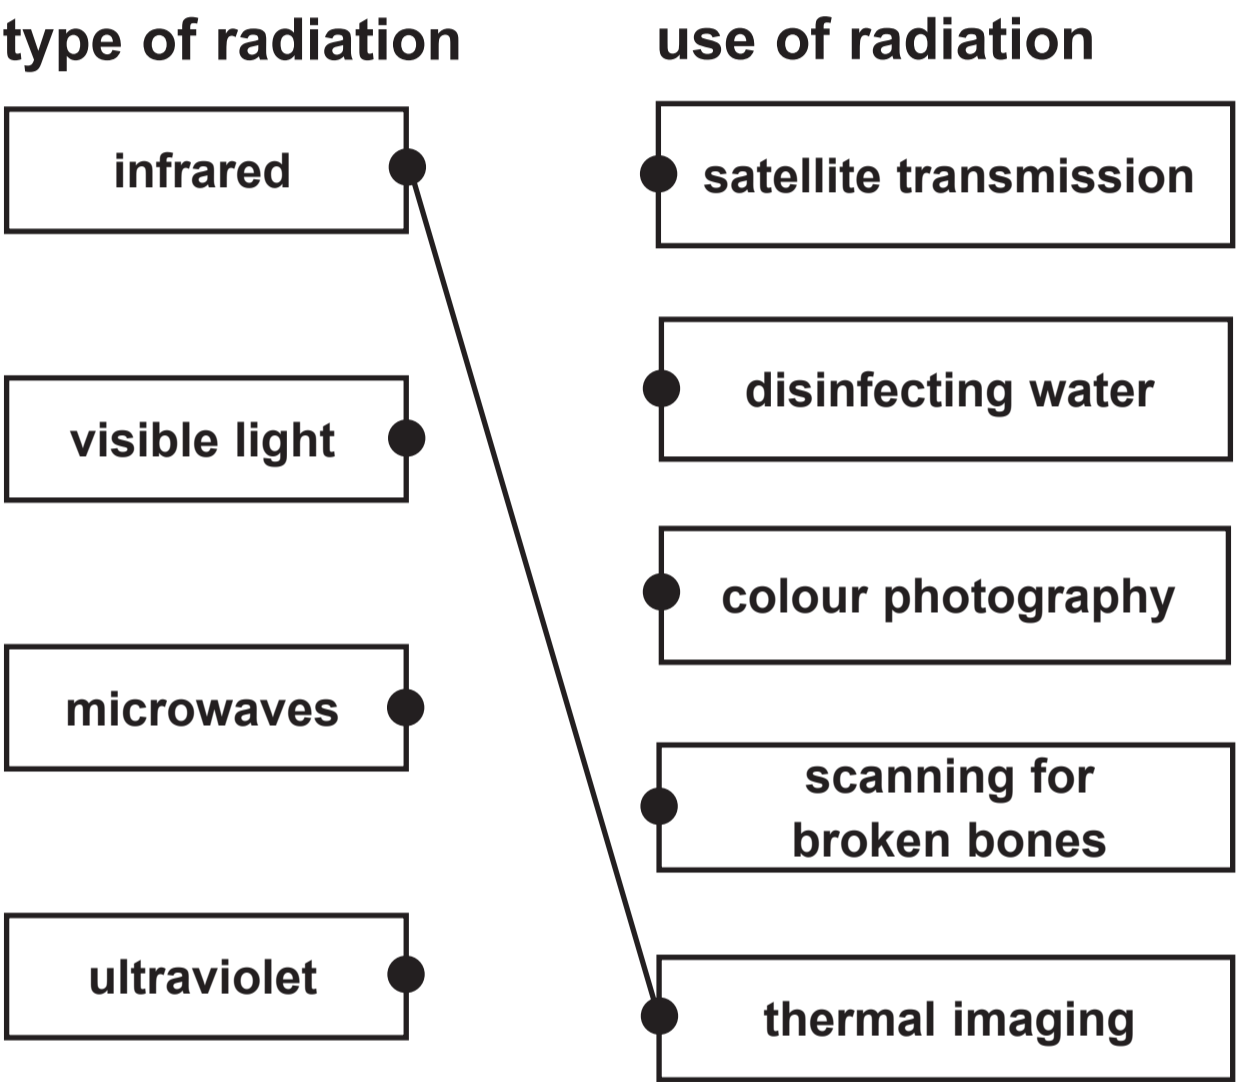 type of radiation
use of radiation
infrared
satellite transmission
visible light
disinfecting water
colour photography
microwaves
scanning for
broken bones
ultraviolet
thermal imaging